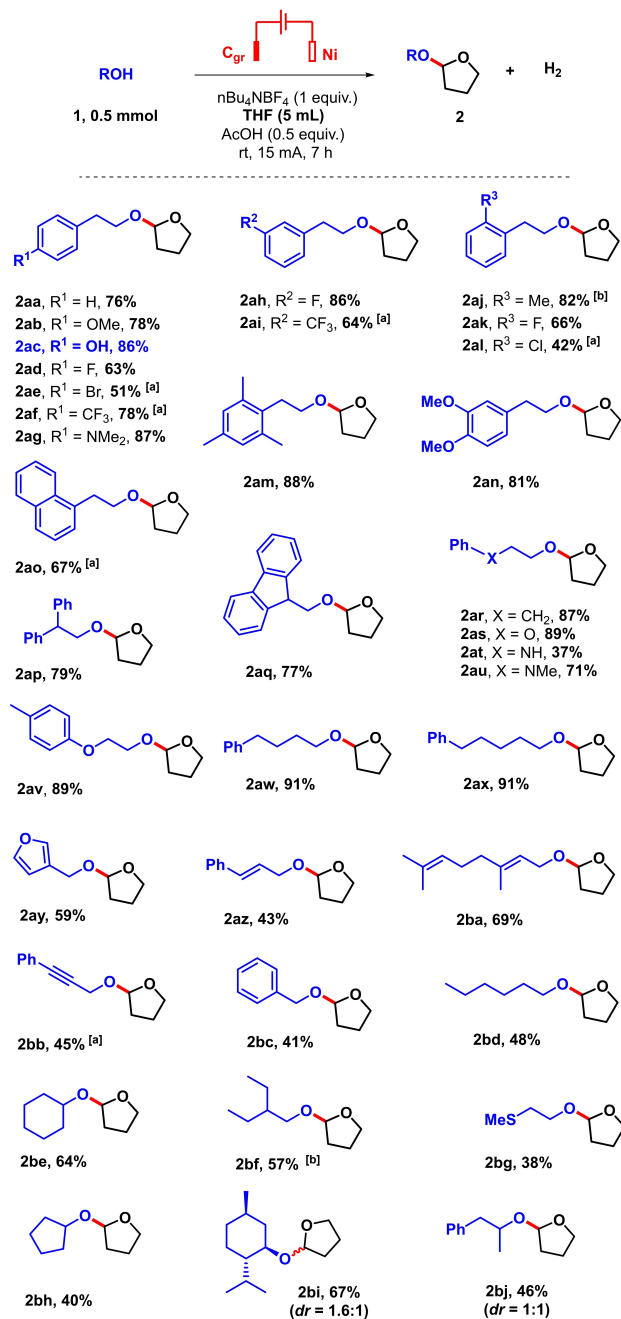 Cgr Ni
ROH
RO O
+ H2
1, 0.5 mmol
nBu4NBF4 (1 equiv.)
THF (5 mL)
AcOH (0.5 equiv.)
rt, 15 mA, 7 h
2
R1 O O
R2 O O
R3 O O
2aa, R1 = H, 76%
2ab, R1 = OMe, 78%
2ac, R1 = OH, 86%
2ad, R1 = F, 63%
2ae, R1 = Br, 51% [a]
2af, R1 = CF3, 78% [a]
2ag, R1 = NMe2, 87%
2ah, R2 = F, 86%
2ai, R2 = CF3, 64% [a]
2aj, R3 = Me, 82% [b]
2ak, R3 = F, 66%
2al, R3 = Cl, 42% [a]
O O
2am, 88%
MeO MeO O O
2an, 81%
O O
2ao, 67% [a]
Ph Ph O O
2ap, 79%
O O
2aq, 77%
Ph X O O
2ar, X = CH2, 87%
2as, X = O, 89%
2at, X = NH, 37%
2au, X = NMe, 71%
O O O
2av, 89%
Ph O O
2aw, 91%
Ph O O
2ax, 91%
O O O
2ay, 59%
Ph O O
2az, 43%
O O
2ba, 69%
Ph O O
2bb, 45% [a]
O O
2bc, 41%
O O
2bd, 48%
O O
2be, 64%
O O
2bf, 57% [b]
MeS O O
2bg, 38%
O O
2bh, 40%
O O
2bi, 67%
(dr = 1.6:1)
Ph O O
2bj, 46%
(dr = 1:1)